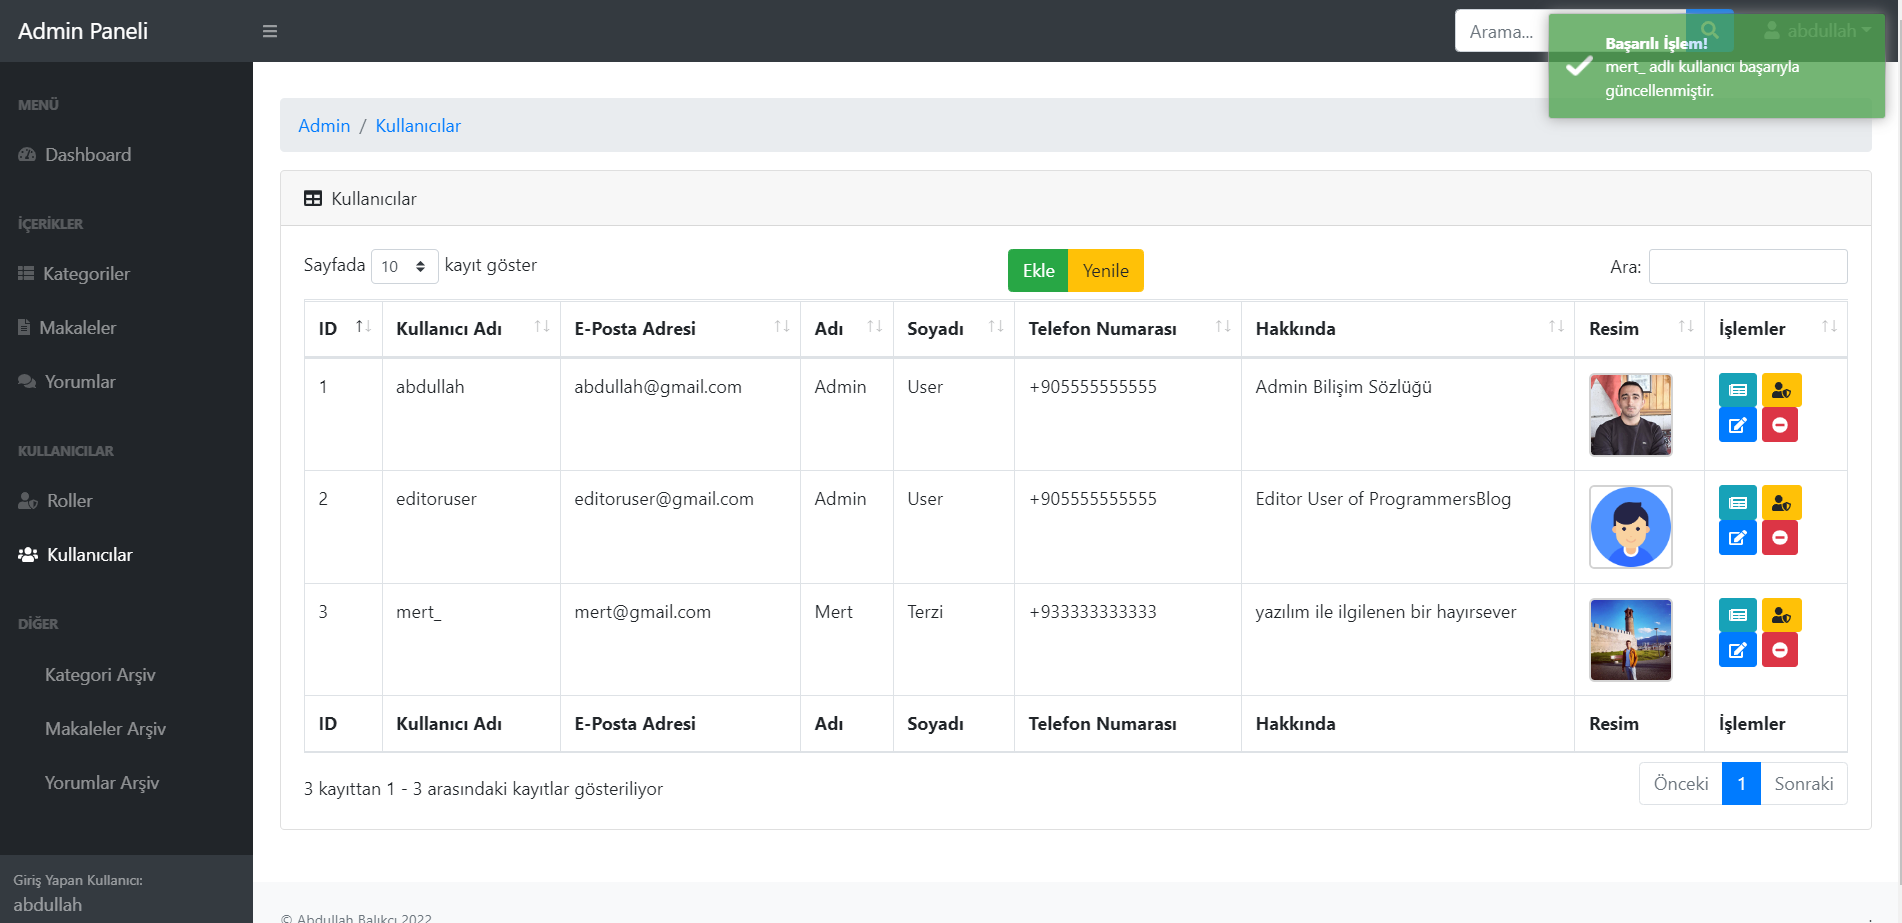 Admin Paneli
Arama...
abdullah
Başarılı İşlem!
mert_ adlı kullanıcı başarıyla
güncellenmiştir.
MENÜ
Dashboard
İÇERİKLER
Kategoriler
Makaleler
Yorumlar
KULLANICILAR
Roller
Kullanıcılar
DİĞER
Kategori Arşiv
Makaleler Arşiv
Yorumlar Arşiv
Giriş Yapan Kullanıcı:
abdullah
Admin / Kullanıcılar
Kullanıcılar
Sayfada 10 kayıt göster
Ekle Yenile
Ara:
ID Kullanıcı Adı E-Posta Adresi Adı Soyadı Telefon Numarası Hakkında Resim İşlemler
1 abdullah abdullah@gmail.com Admin User +905555555555 Admin Bilişim Sözlüğü
2 editoruser editoruser@gmail.com Admin User +905555555555 Editor User of ProgrammersBlog
3 mert_ mert@gmail.com Mert Terzi +933333333333 yazılım ile ilgilenen bir hayırsever
ID Kullanıcı Adı E-Posta Adresi Adı Soyadı Telefon Numarası Hakkında Resim İşlemler
3 kayıttan 1 - 3 arasındaki kayıtlar gösteriliyor
Önceki 1 Sonraki
© Abdullah Balıkçı 2022